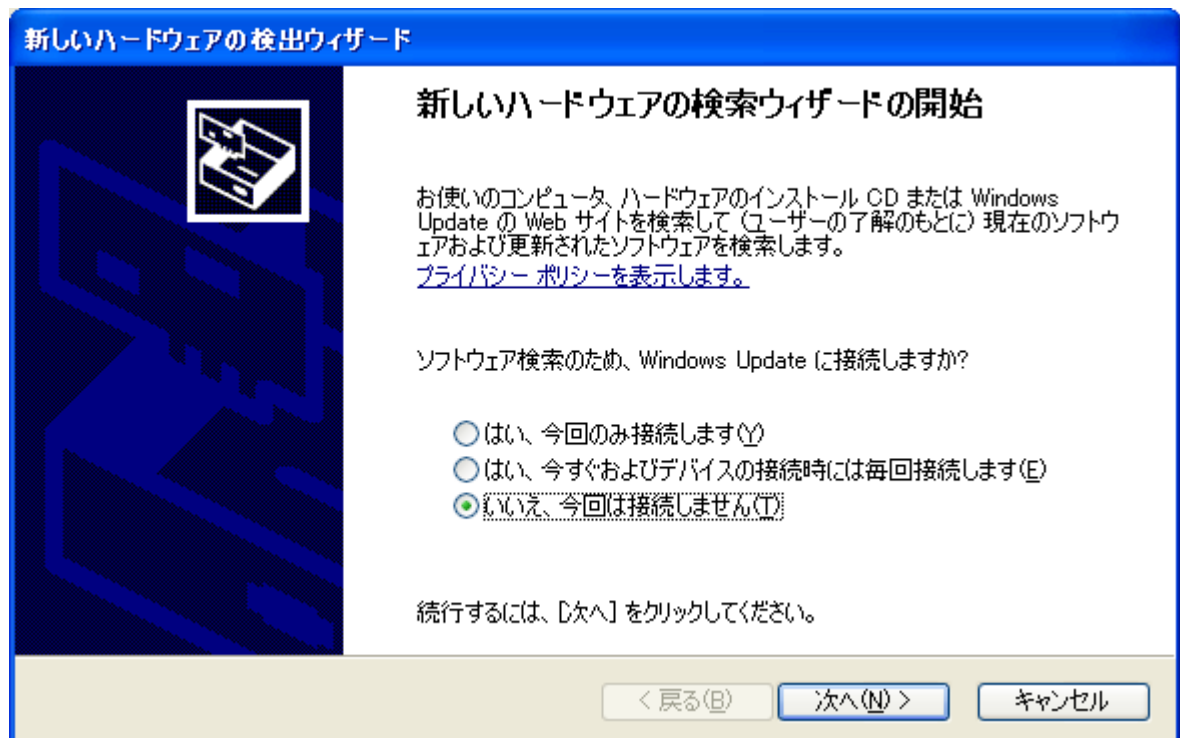 新しいハードウェアの検出ウィザード
新しいハードウェアの検索ウィザードの開始
お使いのコンピュータ、ハードウェアのインストール CD または Windows
Update の Web サイトを検索して (ユーザーの了解のもとに) 現在のソフトウ
ェアおよび更新されたソフトウェアを検索します。
プライバシー ポリシーを表示します。
ソフトウェア検索のため、Windows Update に接続しますか?
はい、今回のみ接続します(Y)
はい、今すぐおよびデバイスの接続時には毎回接続します(E)
いいえ、今回は接続しません(T)
続行するには、[次へ] をクリックしてください。
< 戻る(B) 次へ(N) > キャンセル